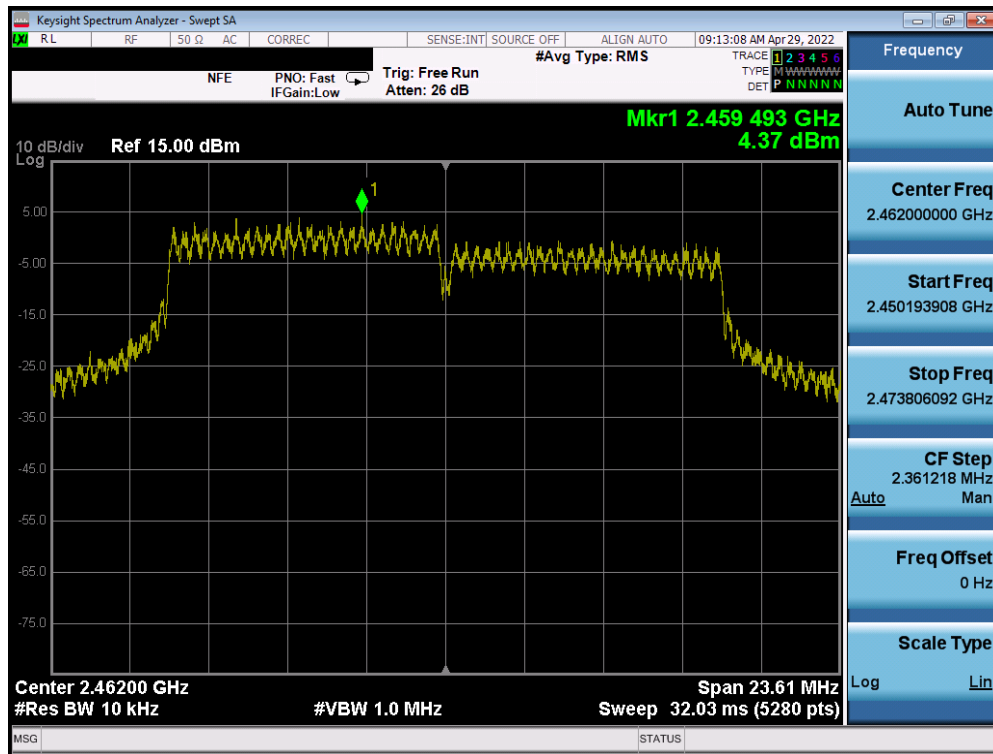 Keysight Spectrum Analyzer - Swept SA
LXI RL RF 50 Ω AC CORREC SENSE:INT SOURCE OFF ALIGN AUTO 09:13:08 AM Apr 29, 2022
#Avg Type: RMS TRACE 1 2 3 4 5 6
NFE PNO: Fast Trig: Free Run TYPE M W W W W W
IFGain:Low Atten: 26 dB DET P N N N N N
Mkr1 2.459 493 GHz
4.37 dBm
10 dB/div Ref 15.00 dBm
Log
1
5.00
-5.00
-15.0
-25.0
-35.0
-45.0
-55.0
-65.0
-75.0
Center 2.46200 GHz Span 23.61 MHz
#Res BW 10 kHz #VBW 1.0 MHz Sweep 32.03 ms (5280 pts)
MSG STATUS
Frequency
Auto Tune
Center Freq
2.462000000 GHz
Start Freq
2.450193908 GHz
Stop Freq
2.473806092 GHz
CF Step
2.361218 MHz
Auto Man
Freq Offset
0 Hz
Scale Type
Log Lin